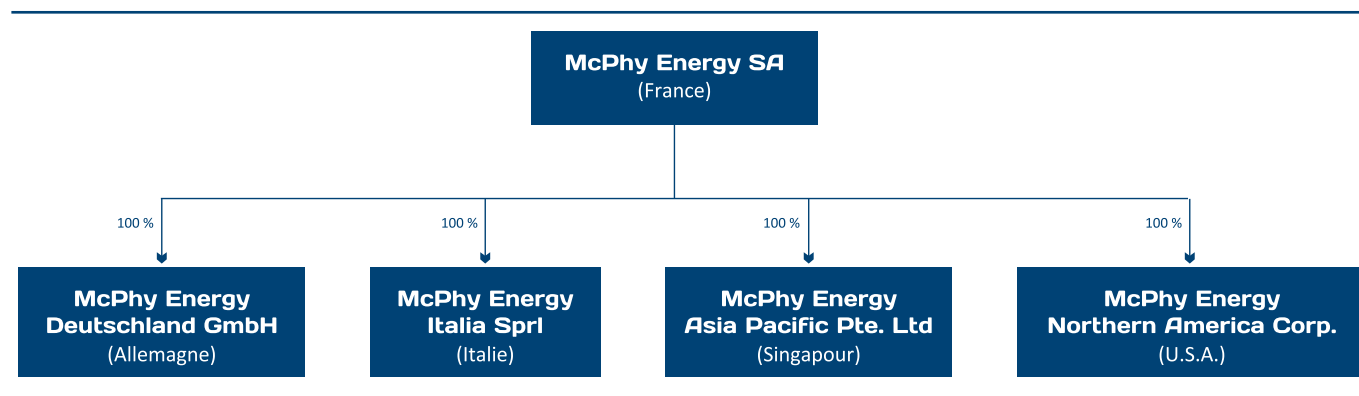 McPhy Energy SA
(France)
100 %
100 %
100 %
100 %
McPhy Energy
Deutschland GmbH
(Allemagne)
McPhy Energy
Italia Sprl
(Italie)
McPhy Energy
Asia Pacific Pte. Ltd
(Singapour)
McPhy Energy
Northern America Corp.
(U.S.A.)